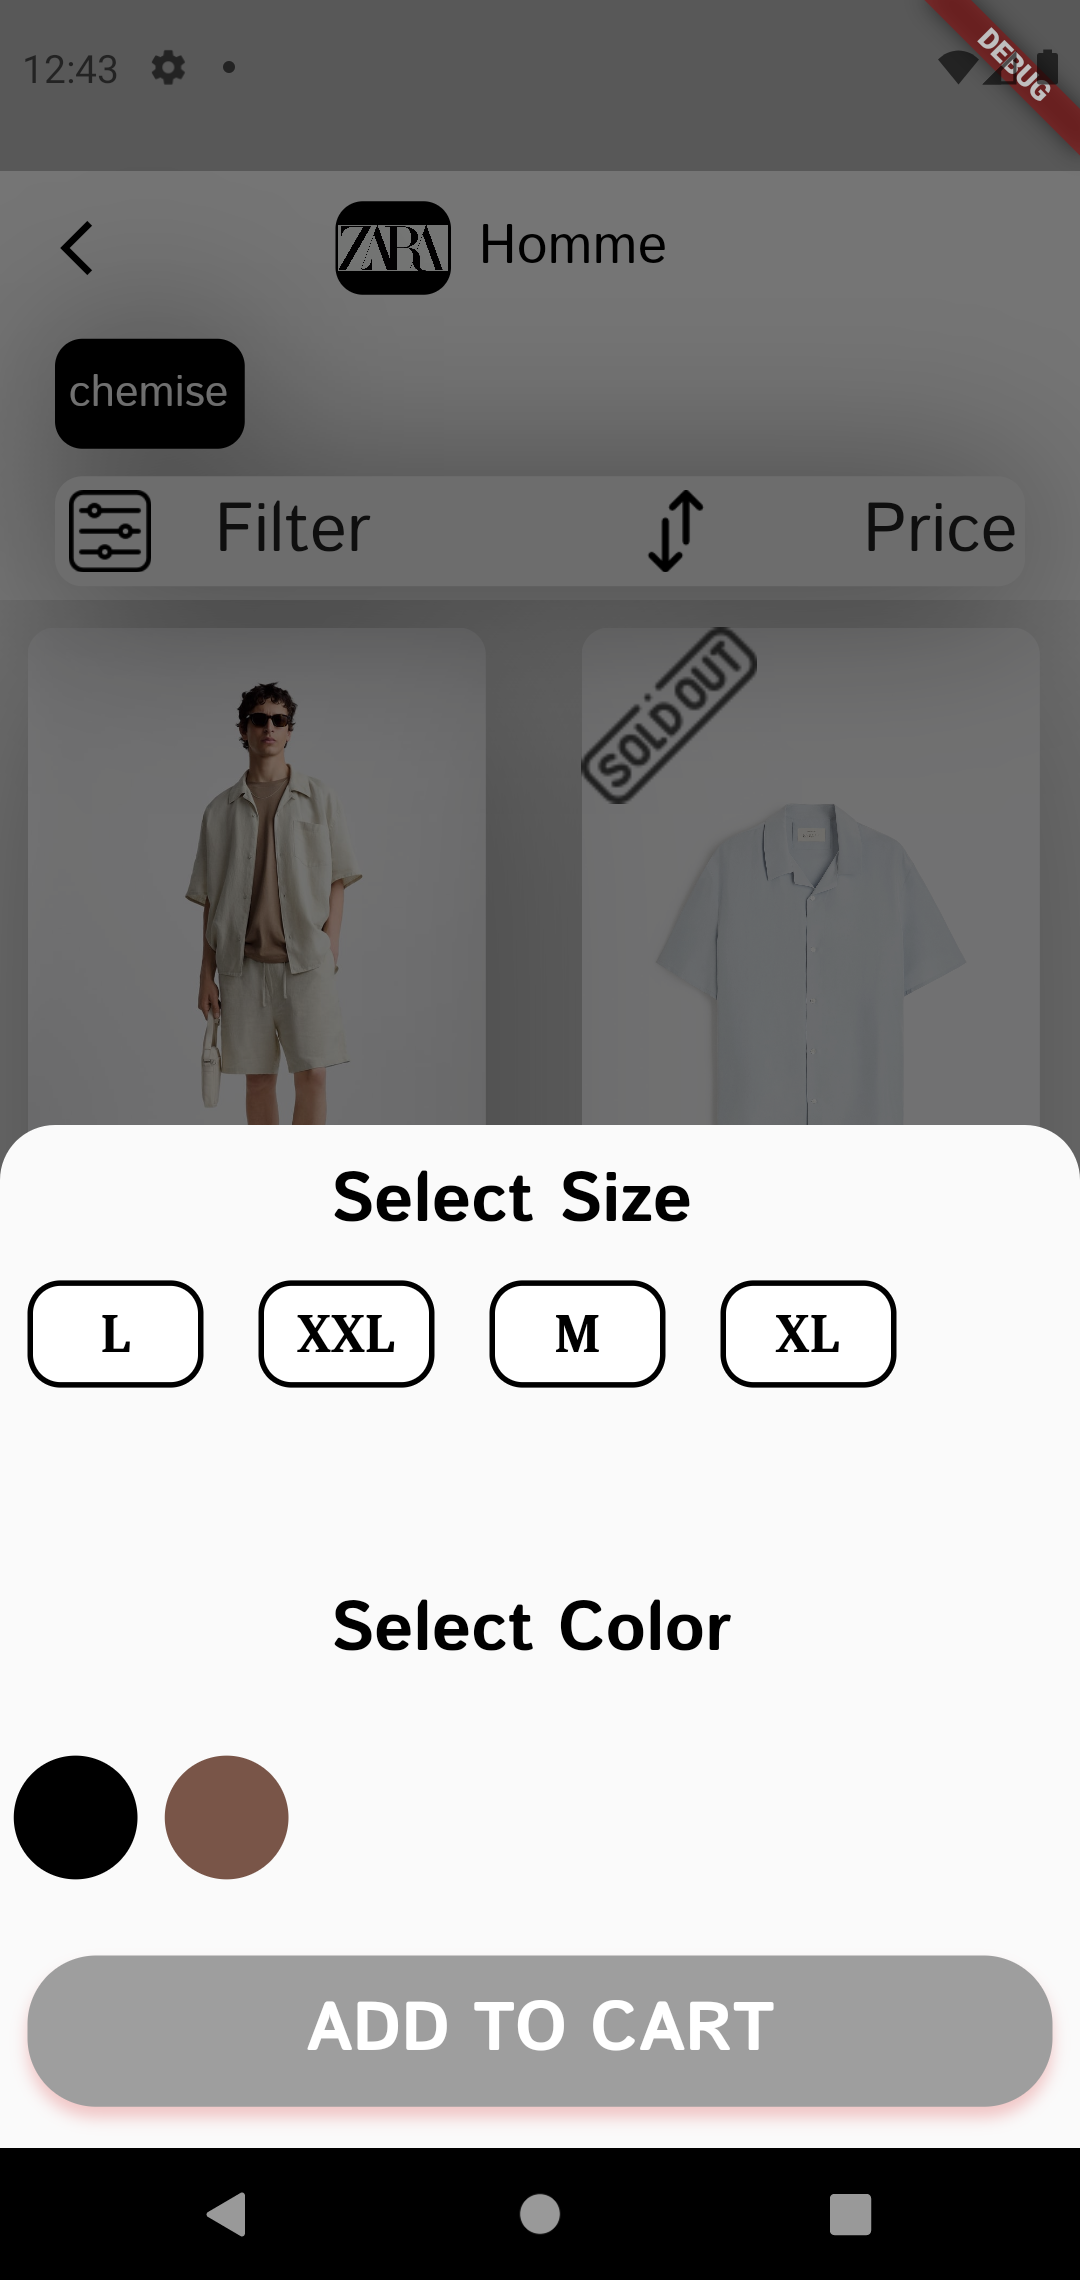 12:43
DEBUG
ZARA Homme
chemise
Filter Price
SOLD OUT
Select Size
L XXL M XL
Select Color
ADD TO CART